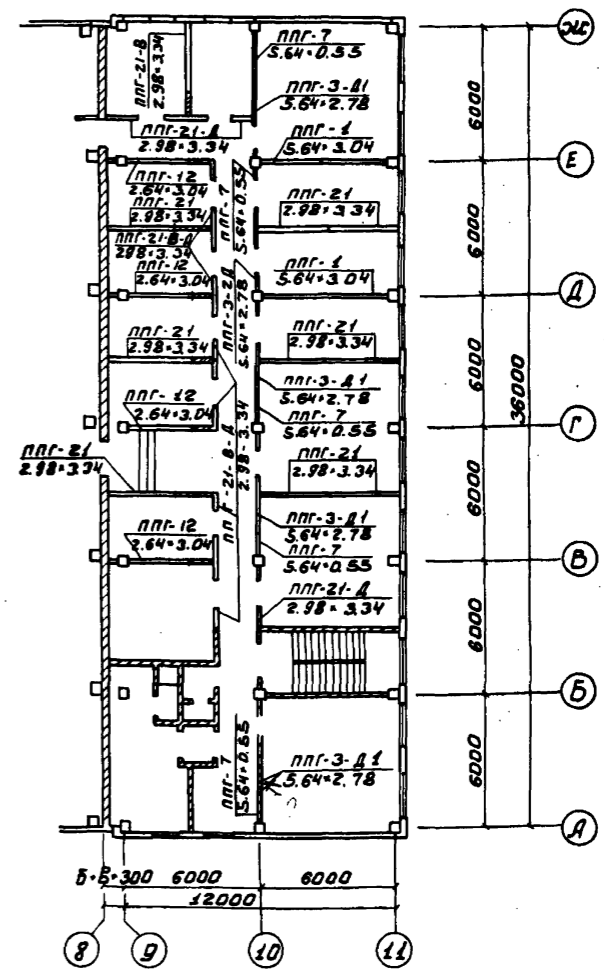 ППГ-7
5.64×0.55
ППГ-21-В
2.98×3.34
Ж
ППГ-3-Д1
5.64×2.78
6000
ППГ-21-Д
2.98×3.34
ППГ-1
5.64×3.04
Е
ППГ-12
2.64×3.04
ППГ-7
5.64×0.55
ППГ-21
2.98×3.34
ППГ-21
2.98×3.34
6000
ППГ-21-В-Д
2.98×3.34
ППГ-12
2.64×3.04
ППГ-1
5.64×3.04
Д
ППГ-3-2Д
5.64×2.78
ППГ-21
2.98×3.34
ППГ-21
2.98×3.34
6000
36000
ППГ-3-Д1
5.64×2.78
ППГ-12
2.64×3.04
ППГ-7
5.64×0.55
Г
ППГ-21
2.98×3.34
ППГ-21-В-Д
2.98×3.34
ППГ-21
2.98×3.34
6000
ППГ-3-Д1
5.64×2.78
ППГ-12
2.64×3.04
ППГ-7
5.64×0.55
В
ППГ-21-Д
2.98×3.34
6000
Б
ППГ-7
5.64×0.55
ППГ-3-Д1
5.64×2.78
6000
А
300
6000
6000
12000
8
9
10
11